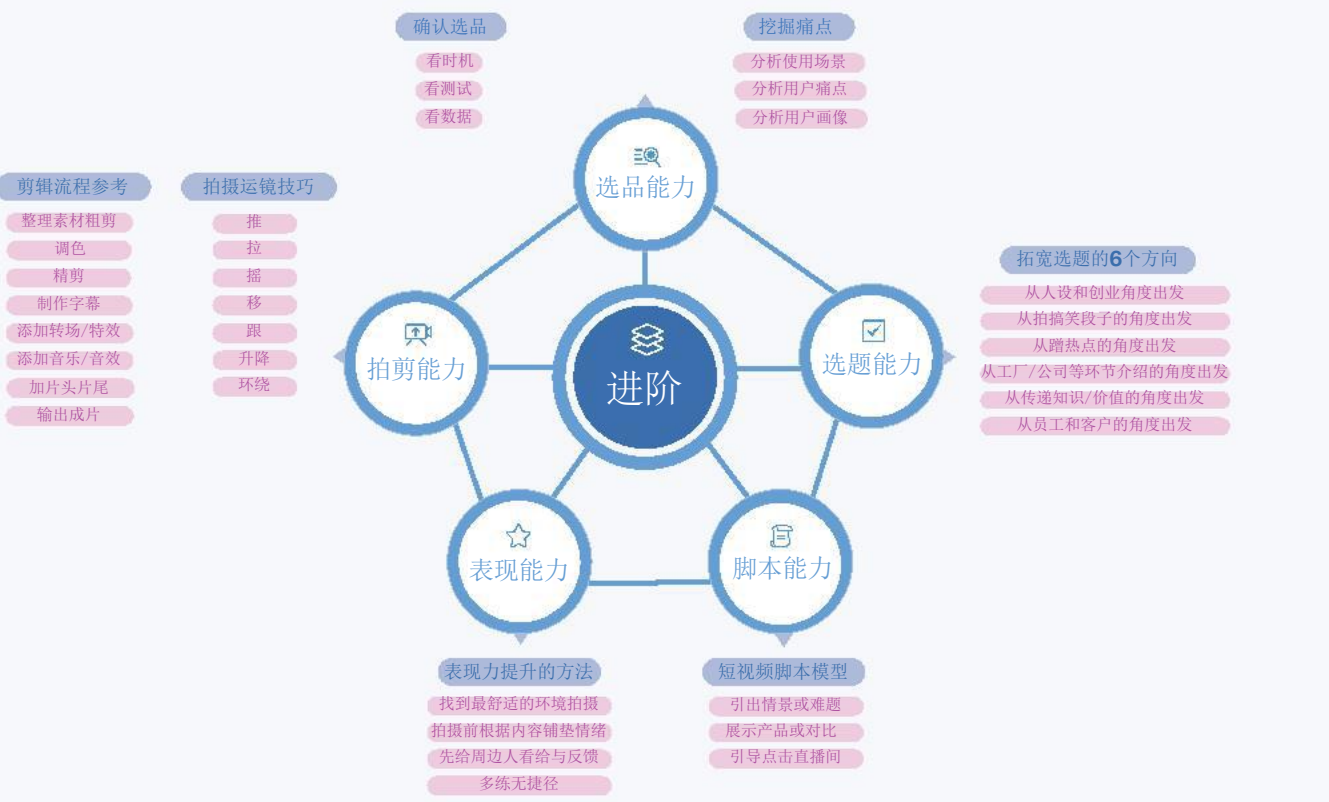 确认选品
看时机
看测试
看数据
挖掘痛点
分析使用场景
分析用户痛点
分析用户画像
选品能力
剪辑流程参考
整理素材粗剪
调色
精剪
制作字幕
添加转场/特效
添加音乐/音效
加片头片尾
输出成片
拍摄运镜技巧
推
拉
摇
移
跟
升降
环绕
拍剪能力
进阶
选题能力
拓宽选题的6个方向
从人设和创业角度出发
从拍搞笑段子的角度出发
从蹭热点的角度出发
从工厂/公司等环节介绍的角度出发
从传递知识/价值的角度出发
从员工和客户的角度出发
表现能力
脚本能力
表现力提升的方法
找到最舒适的环境拍摄
拍摄前根据内容铺垫情绪
先给周边人看给与反馈
多练无捷径
短视频脚本模型
引出情景或难题
展示产品或对比
引导点击直播间